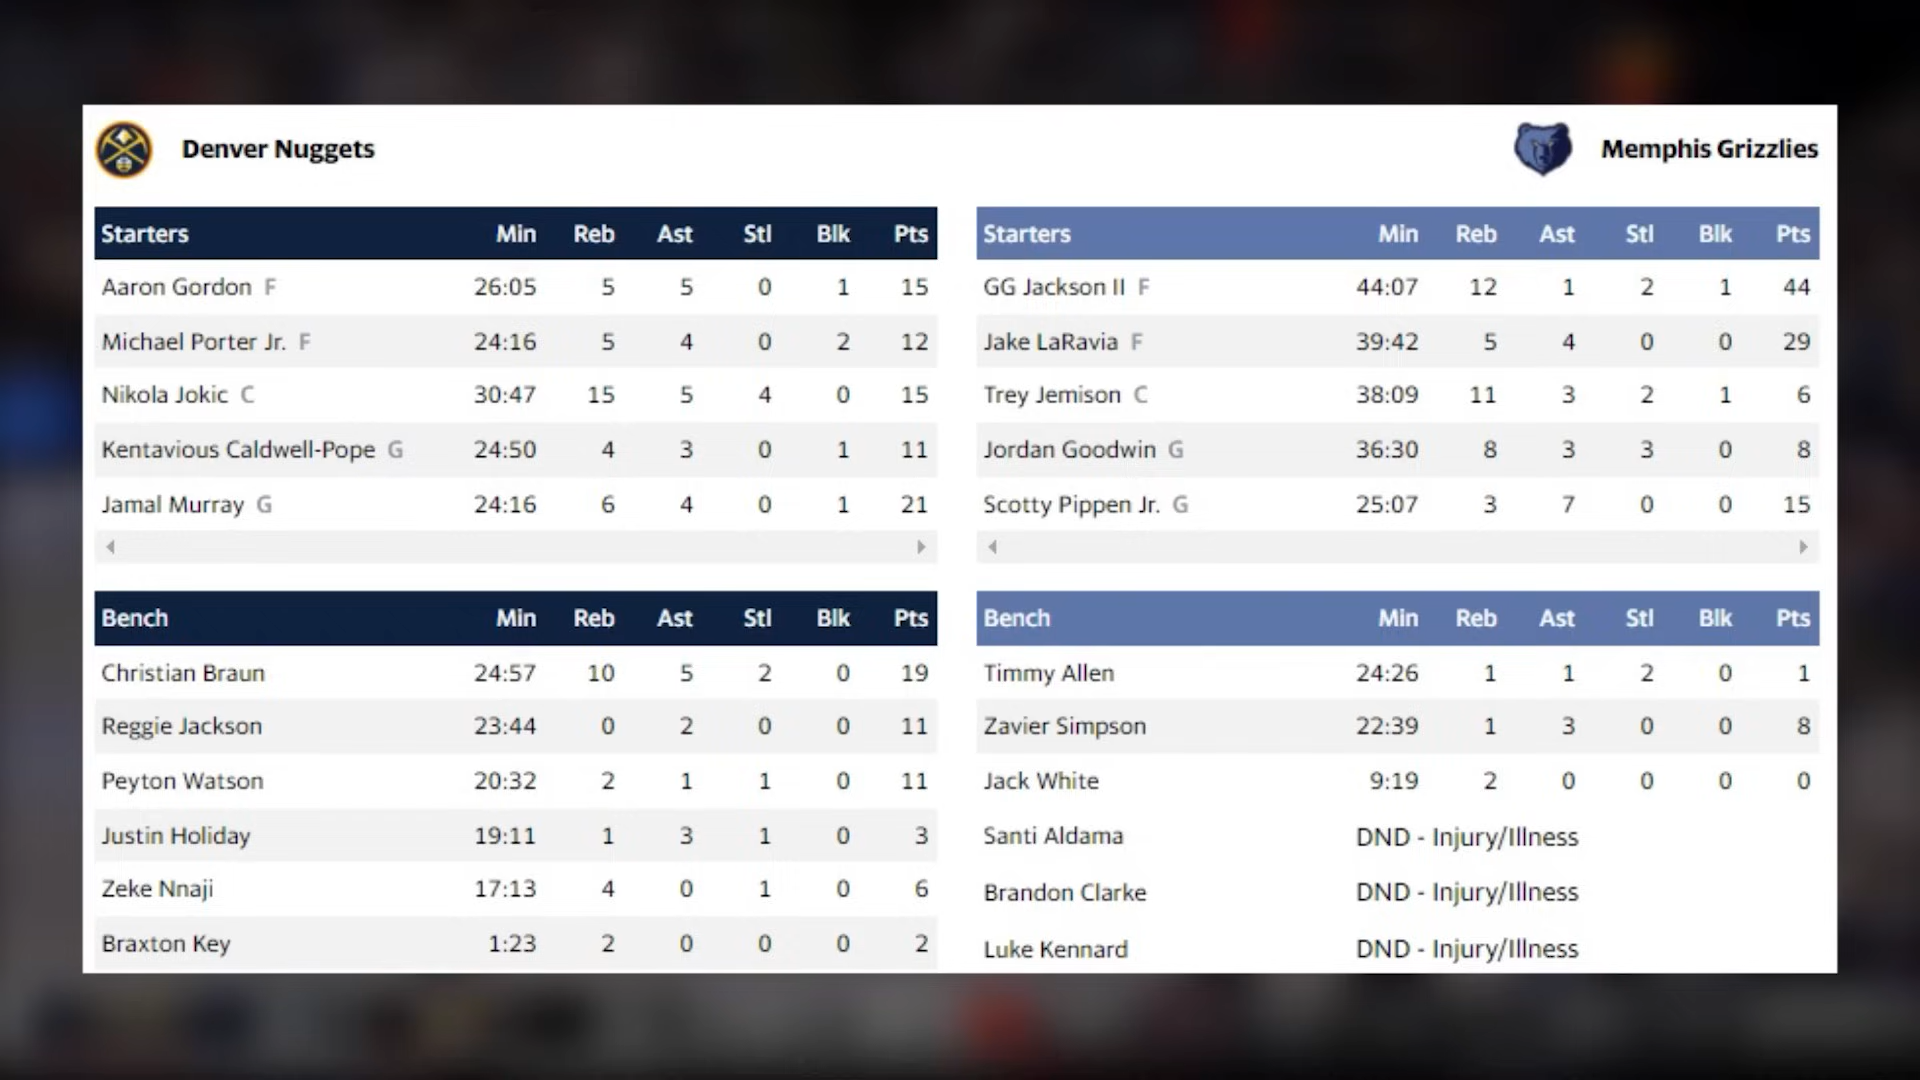 Denver Nuggets
Memphis Grizzlies
Starters Min Reb Ast Stl Blk Pts
Aaron Gordon F 26:05 5 5 0 1 15
Michael Porter Jr. F 24:16 5 4 0 2 12
Nikola Jokic C 30:47 15 5 4 0 15
Kentavious Caldwell-Pope G 24:50 4 3 0 1 11
Jamal Murray G 24:16 6 4 0 1 21
Bench Min Reb Ast Stl Blk Pts
Christian Braun 24:57 10 5 2 0 19
Reggie Jackson 23:44 0 2 0 0 11
Peyton Watson 20:32 2 1 1 0 11
Justin Holiday 19:11 1 3 1 0 3
Zeke Nnaji 17:13 4 0 1 0 6
Braxton Key 1:23 2 0 0 0 2
Starters Min Reb Ast Stl Blk Pts
GG Jackson II F 44:07 12 1 2 1 44
Jake LaRavia F 39:42 5 4 0 0 29
Trey Jemison C 38:09 11 3 2 1 6
Jordan Goodwin G 36:30 8 3 3 0 8
Scotty Pippen Jr. G 25:07 3 7 0 0 15
Bench Min Reb Ast Stl Blk Pts
Timmy Allen 24:26 1 1 2 0 1
Zavier Simpson 22:39 1 3 0 0 8
Jack White 9:19 2 0 0 0 0
Santi Aldama DND - Injury/Illness
Brandon Clarke DND - Injury/Illness
Luke Kennard DND - Injury/Illness